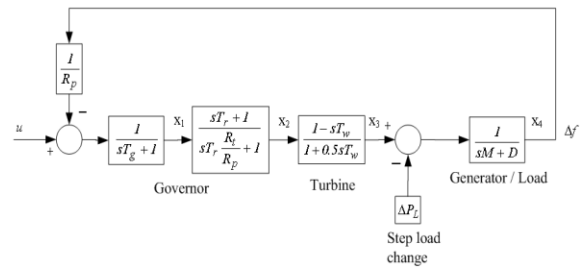 1
R_p
−
u
+
1
sT_g + 1
X_1
sT_r + 1
sT_r R_t/R_p + 1
X_2
1 − sT_w
1 + 0.5sT_w
X_3 +
−
1
sM + D
X_4
Δf
Governor
Turbine
Generator / Load
ΔP_L
Step load
change